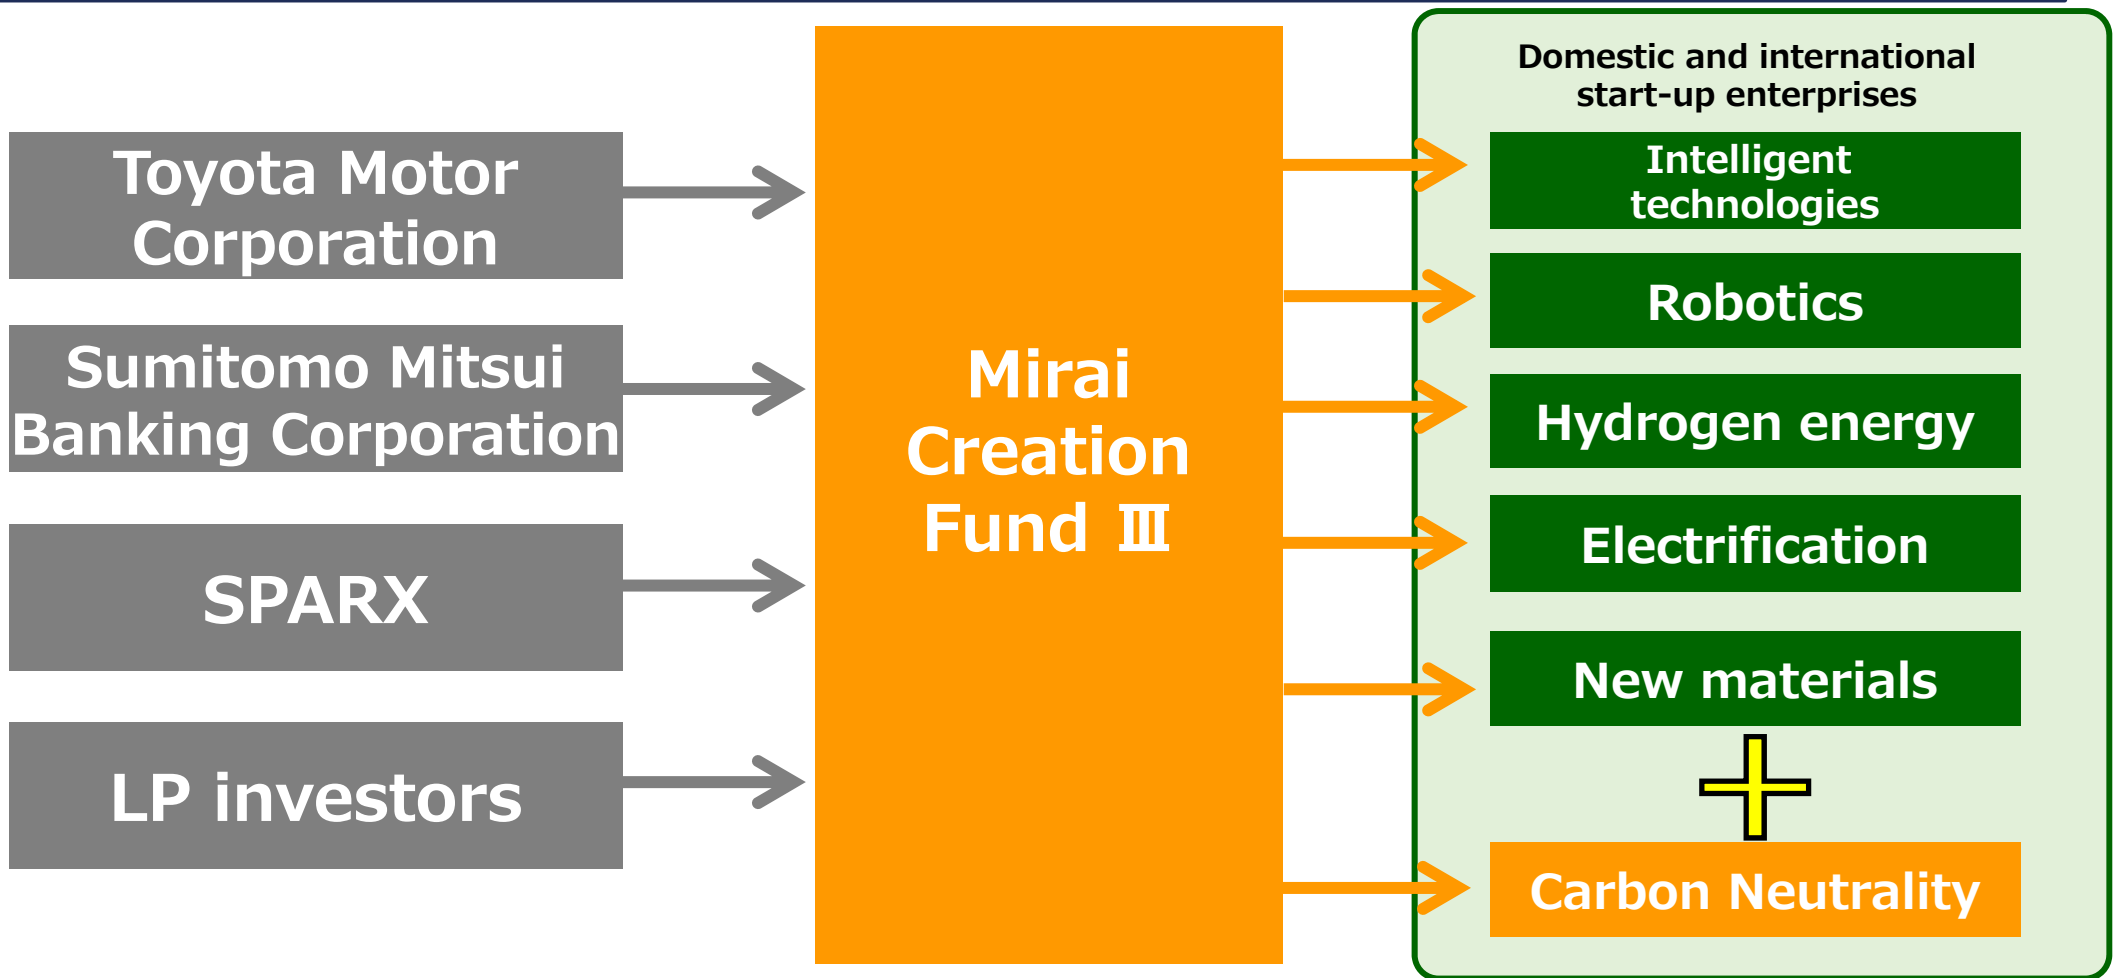 Toyota Motor
Corporation
Sumitomo Mitsui
Banking Corporation
SPARX
LP investors
Mirai
Creation
Fund Ⅲ
Domestic and international
start-up enterprises
Intelligent
technologies
Robotics
Hydrogen energy
Electrification
New materials
Carbon Neutrality